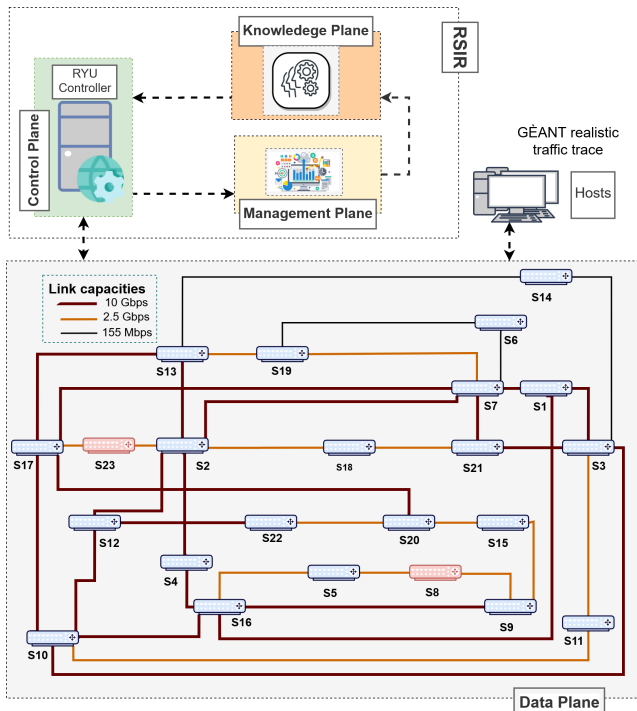 Knowledege Plane
RSIR
RYU
Controller
Control Plane
Management Plane
GÈANT realistic
traffic trace
Hosts
Link capacities
10 Gbps
2.5 Gbps
155 Mbps
S14
S6
S13
S19
S7
S1
S17
S23
S2
S18
S21
S3
S12
S22
S20
S15
S4
S5
S8
S16
S9
S11
S10
Data Plane